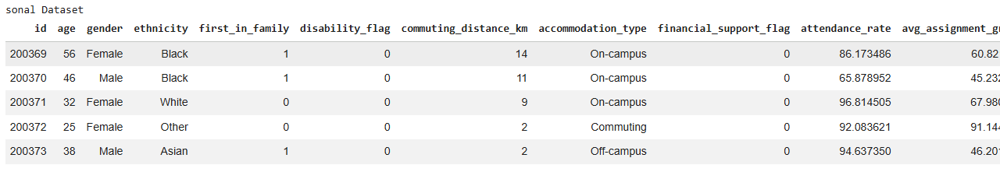 sonal Dataset
id age gender ethnicity first_in_family disability_flag commuting_distance_km accommodation_type financial_support_flag attendance_rate avg_assignment_gr
200369 56 Female Black 1 0 14 On-campus 0 86.173486 60.82
200370 46 Male Black 1 0 11 On-campus 0 65.878952 45.232
200371 32 Female White 0 0 9 On-campus 0 96.814505 67.980
200372 25 Female Other 0 0 2 Commuting 0 92.083621 91.144
200373 38 Male Asian 1 0 2 Off-campus 0 94.637350 46.201